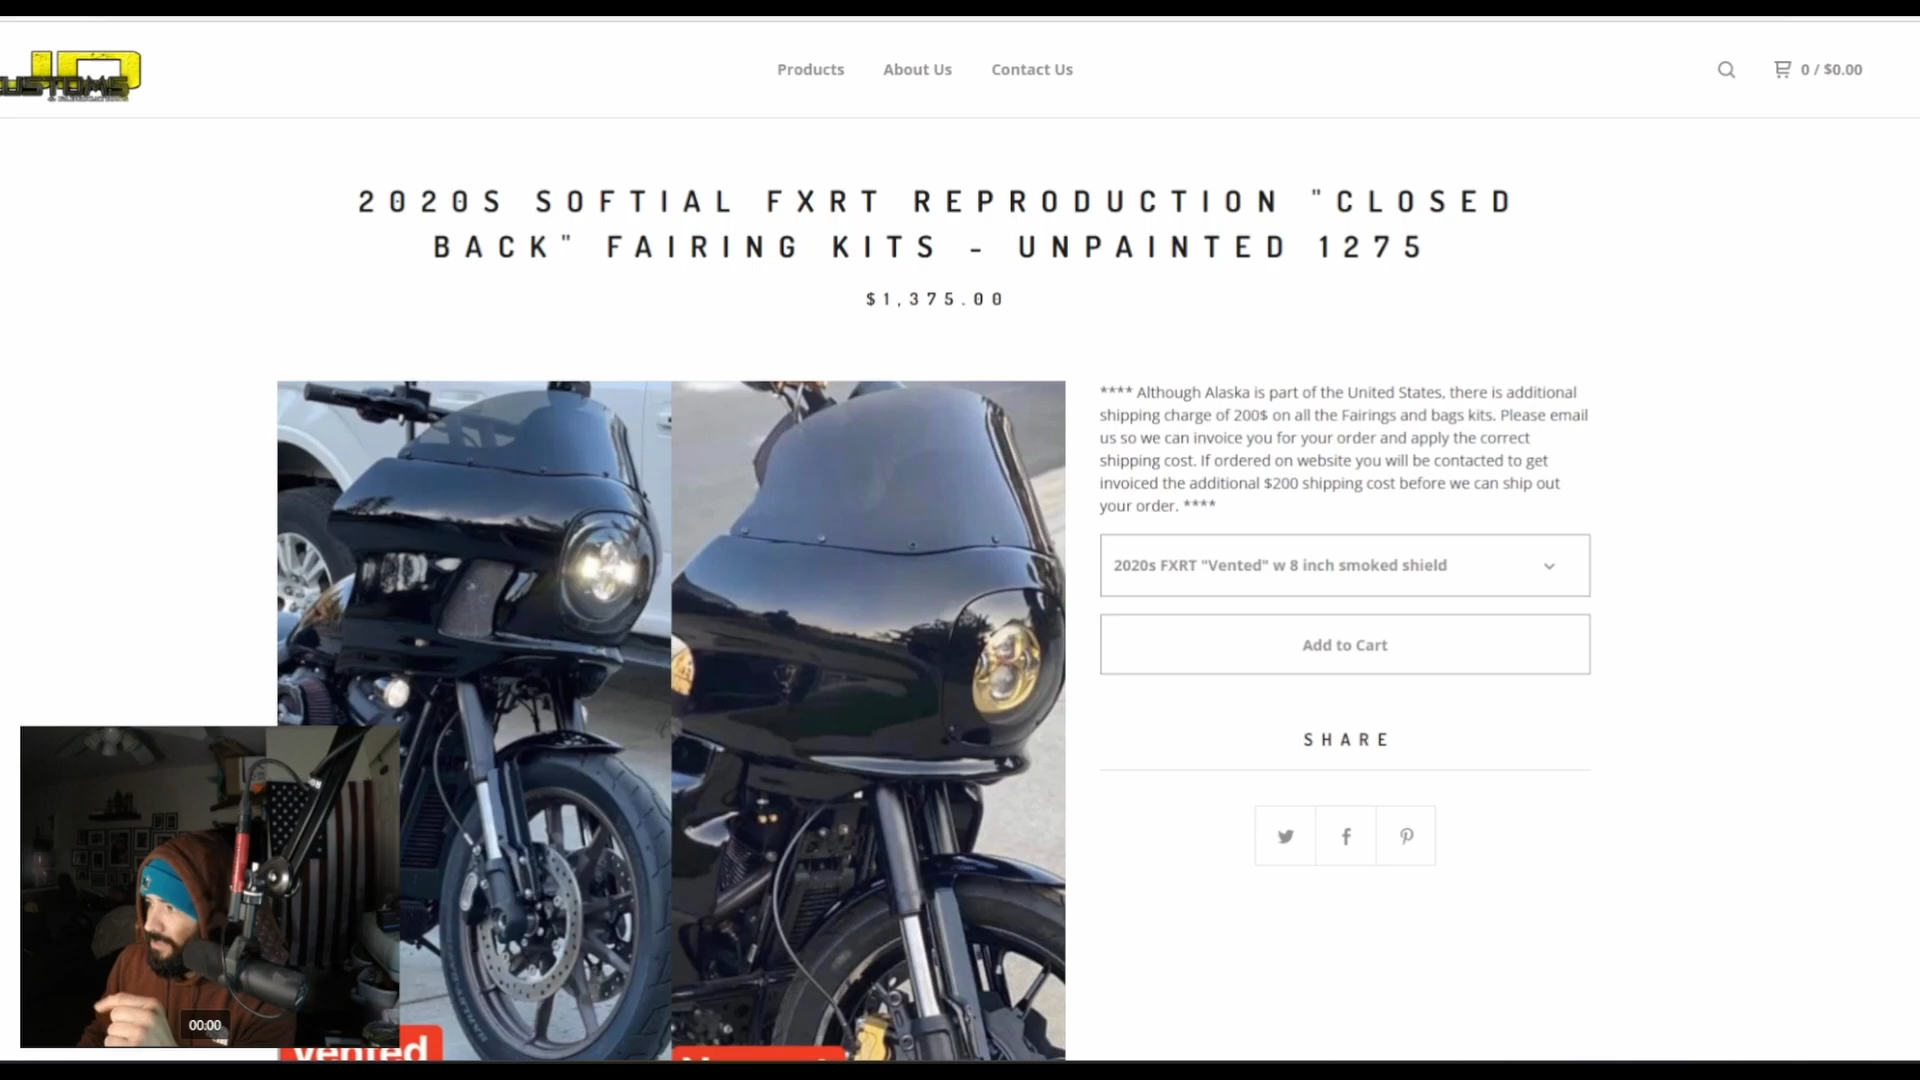 CUSTOMS
Products
About Us
Contact Us
0 / $0.00
2020S SOFTIAL FXRT REPRODUCTION "CLOSED
BACK" FAIRING KITS - UNPAINTED 1275
$1,375.00
**** Although Alaska is part of the United States, there is additional
shipping charge of 200$ on all the Fairings and bags kits. Please email
us so we can invoice you for your order and apply the correct
shipping cost. If ordered on website you will be contacted to get
invoiced the additional $200 shipping cost before we can ship out
your order. ****
2020s FXRT "Vented" w 8 inch smoked shield
Add to Cart
SHARE
00:00
Vented